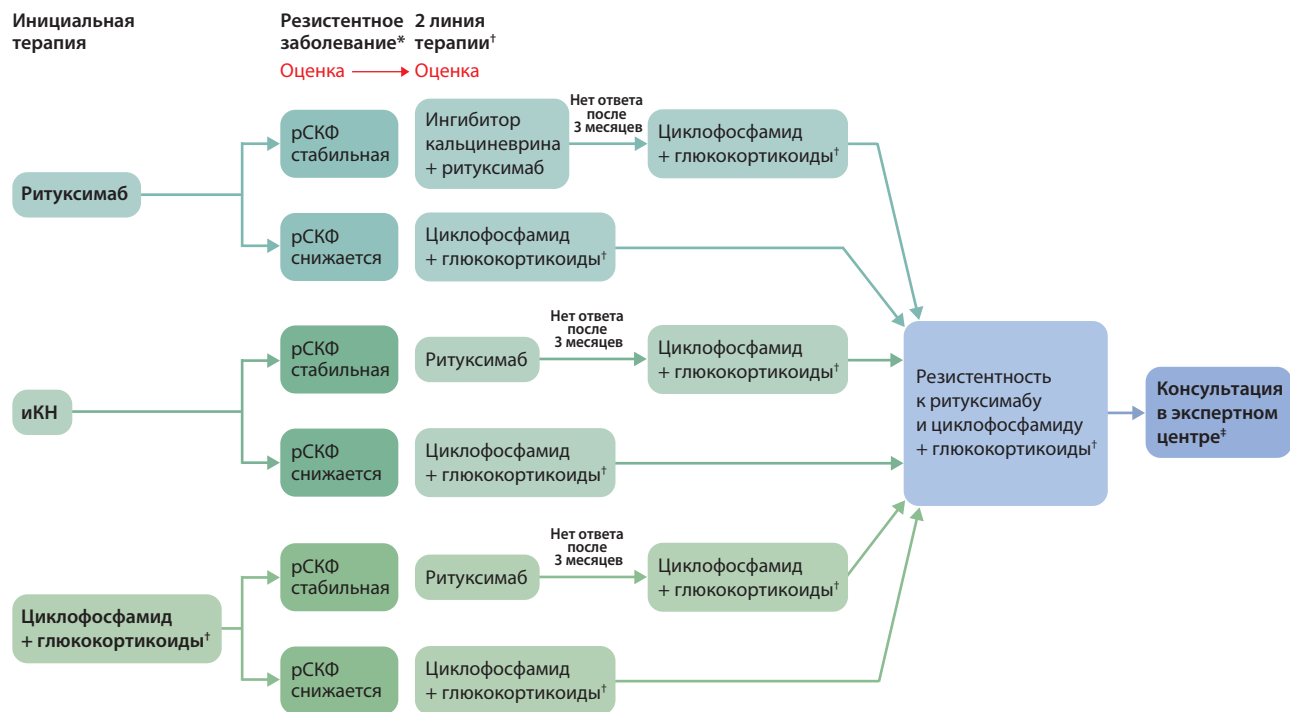 Инициальная
терапия
Резистентное
заболевание*
2 линия
терапии†
Оценка
Оценка
Ритуксимаб
рСКФ
стабильная
Ингибитор
кальциневрина
+ ритуксимаб
Нет ответа
после
3 месяцев
Циклофосфамид
+ глюкокортикоиды†
рСКФ
снижается
Циклофосфамид
+ глюкокортикоиды†
иКН
рСКФ
стабильная
Ритуксимаб
Нет ответа
после
3 месяцев
Циклофосфамид
+ глюкокортикоиды†
рСКФ
снижается
Циклофосфамид
+ глюкокортикоиды†
Циклофосфамид
+ глюкокортикоиды†
рСКФ
стабильная
Ритуксимаб
Нет ответа
после
3 месяцев
Циклофосфамид
+ глюкокортикоиды†
рСКФ
снижается
Циклофосфамид
+ глюкокортикоиды†
Резистентность
к ритуксимабу
и циклофосфамиду
+ глюкокортикоиды†
Консультация
в экспертном
центре‡